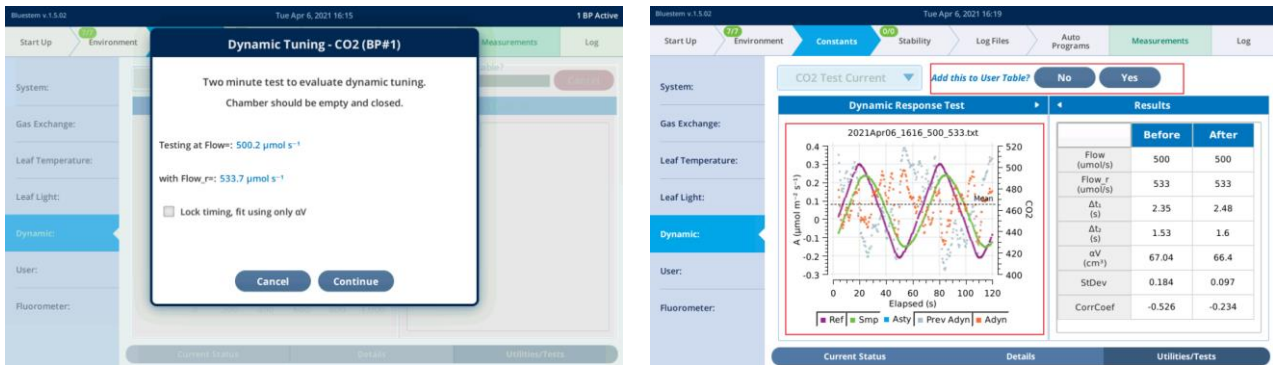 Bluestem v.1.5.02
Tue Apr 6, 2021 16:15
1 BP Active
Start Up
7/7
Environment
Measurements
Log
Dynamic Tuning - CO2 (BP#1)
Two minute test to evaluate dynamic tuning.
Chamber should be empty and closed.
Testing at Flow=: 500.2 µmol s⁻¹
with Flow_r=: 533.7 µmol s⁻¹
Lock timing, fit using only αV
Cancel
Continue
System:
Gas Exchange:
Leaf Temperature:
Leaf Light:
Dynamic:
User:
Fluorometer:
Cancel
Current Status
Details
Utilities/Tests
Bluestem v.1.5.02
Tue Apr 6, 2021 16:19
Start Up
7/7
Environment
Constants
0/0
Stability
Log Files
Auto Programs
Measurements
Log
System:
Gas Exchange:
Leaf Temperature:
Leaf Light:
Dynamic:
User:
Fluorometer:
CO2 Test Current
Add this to User Table?
No
Yes
Dynamic Response Test
Results
2021Apr06_1616_500_533.txt
A (µmol m⁻² s⁻¹)
0.4
0.3
0.2
0.1
0
-0.1
-0.2
-0.3
520
500
480
460
440
420
400
CO2
Mean
0 20 40 60 80 100 120
Elapsed (s)
Ref Smp Asty Prev Adyn Adyn
Before After
Flow (umol/s) 500 500
Flow_r (umol/s) 533 533
Δt₁ (s) 2.35 2.48
Δt₂ (s) 1.53 1.6
αV (cm³) 67.04 66.4
StDev 0.184 0.097
CorrCoef -0.526 -0.234
Current Status
Details
Utilities/Tests